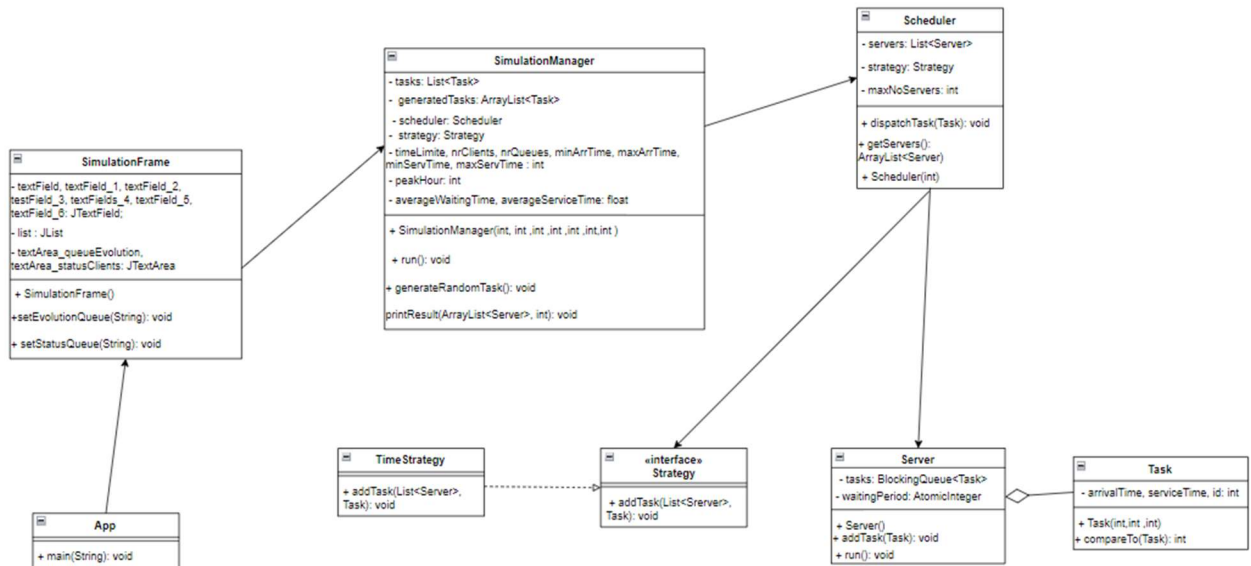 Scheduler
- servers: List<Server>
- strategy: Strategy
- maxNoServers: int
+ dispatchTask(Task): void
+ getServers():
ArrayList<Server>
+ Scheduler(int)
SimulationManager
- tasks: List<Task>
- generatedTasks: ArrayList<Task>
- scheduler: Scheduler
- strategy: Strategy
- timeLimite, nrClients, nrQueues, minArrTime, maxArrTime,
minServTime, maxServTime : int
- peakHour: int
- averageWaitingTime, averageServiceTime: float
+ SimulationManager(int, int ,int ,int ,int ,int,int )
+ run(): void
+ generateRandomTask(): void
printResult(ArrayList<Server>, int): void
SimulationFrame
- textField, textField_1, textField_2,
testField_3, textFields_4, textField_5,
textField_6: JTextField;
- list : JList
- textArea_queueEvolution,
textArea_statusClients: JTextArea
+ SimulationFrame()
+setEvolutionQueue(String): void
+ setStatusQueue(String): void
TimeStrategy
+ addTask(List<Server>,
Task): void
«interface»
Strategy
+ addTask(List<Srerver>,
Task): void
Server
- tasks: BlockingQueue<Task>
- waitingPeriod: AtomicInteger
+ Server()
+ addTask(Task): void
+ run(): void
Task
- arrivalTime, serviceTime, id: int
+ Task(int,int ,int)
+ compareTo(Task): int
App
+ main(String): void